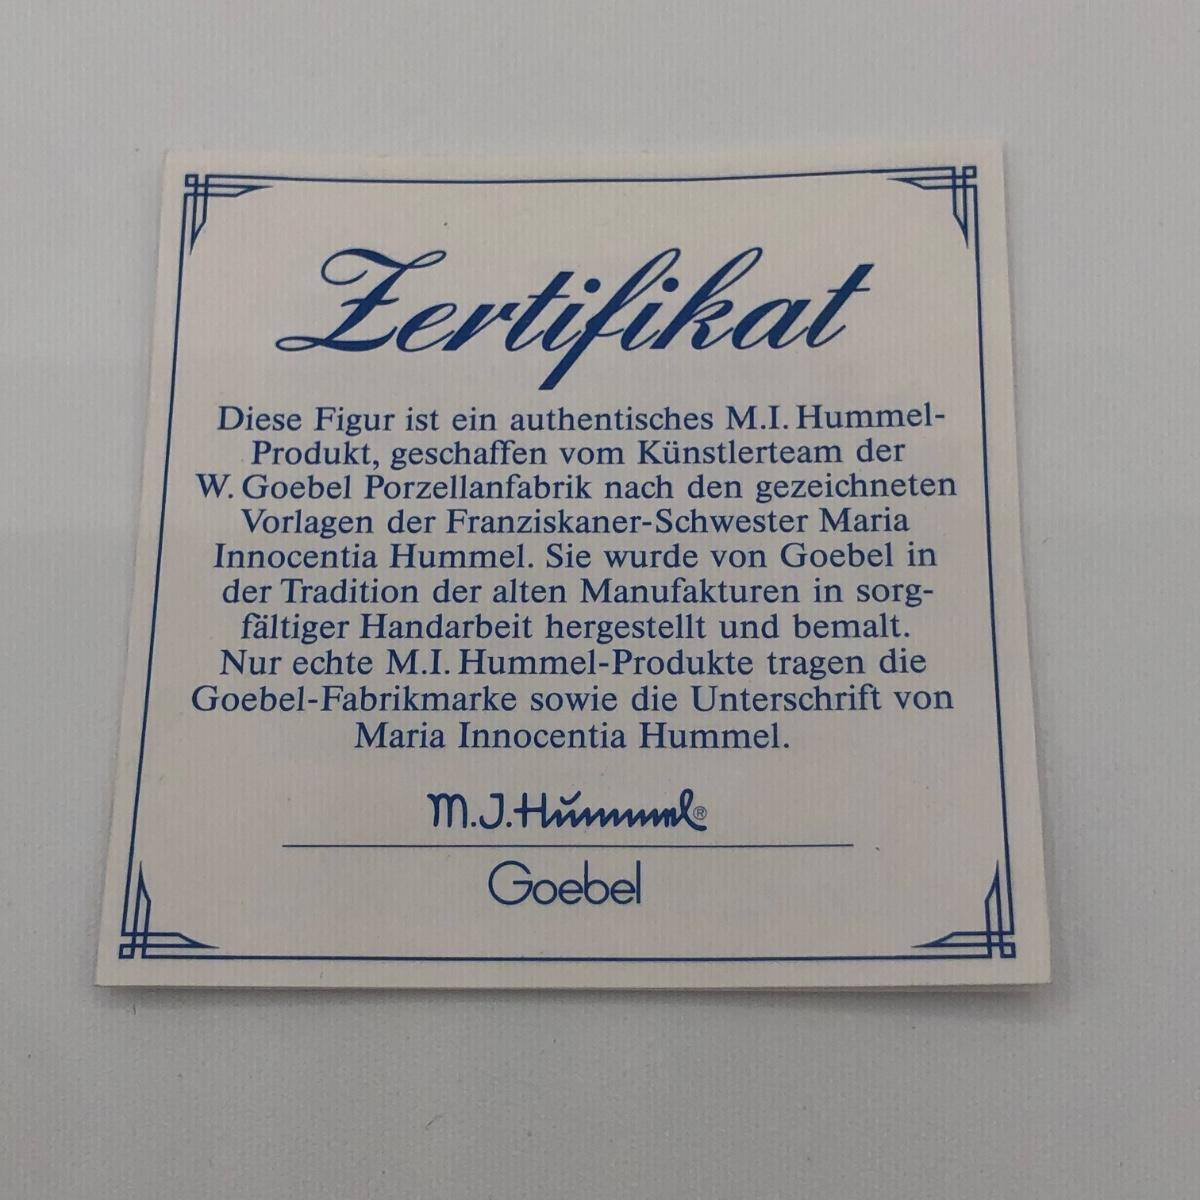 Zertifikat
Diese Figur ist ein authentisches M.I. Hummel-
Produkt, geschaffen vom Künstlerteam der
W. Goebel Porzellanfabrik nach den gezeichneten
Vorlagen der Franziskaner-Schwester Maria
Innocentia Hummel. Sie wurde von Goebel in
der Tradition der alten Manufakturen in sorg-
fältiger Handarbeit hergestellt und bemalt.
Nur echte M.I. Hummel-Produkte tragen die
Goebel-Fabrikmarke sowie die Unterschrift von
Maria Innocentia Hummel.
M.J. Hummel®
Goebel